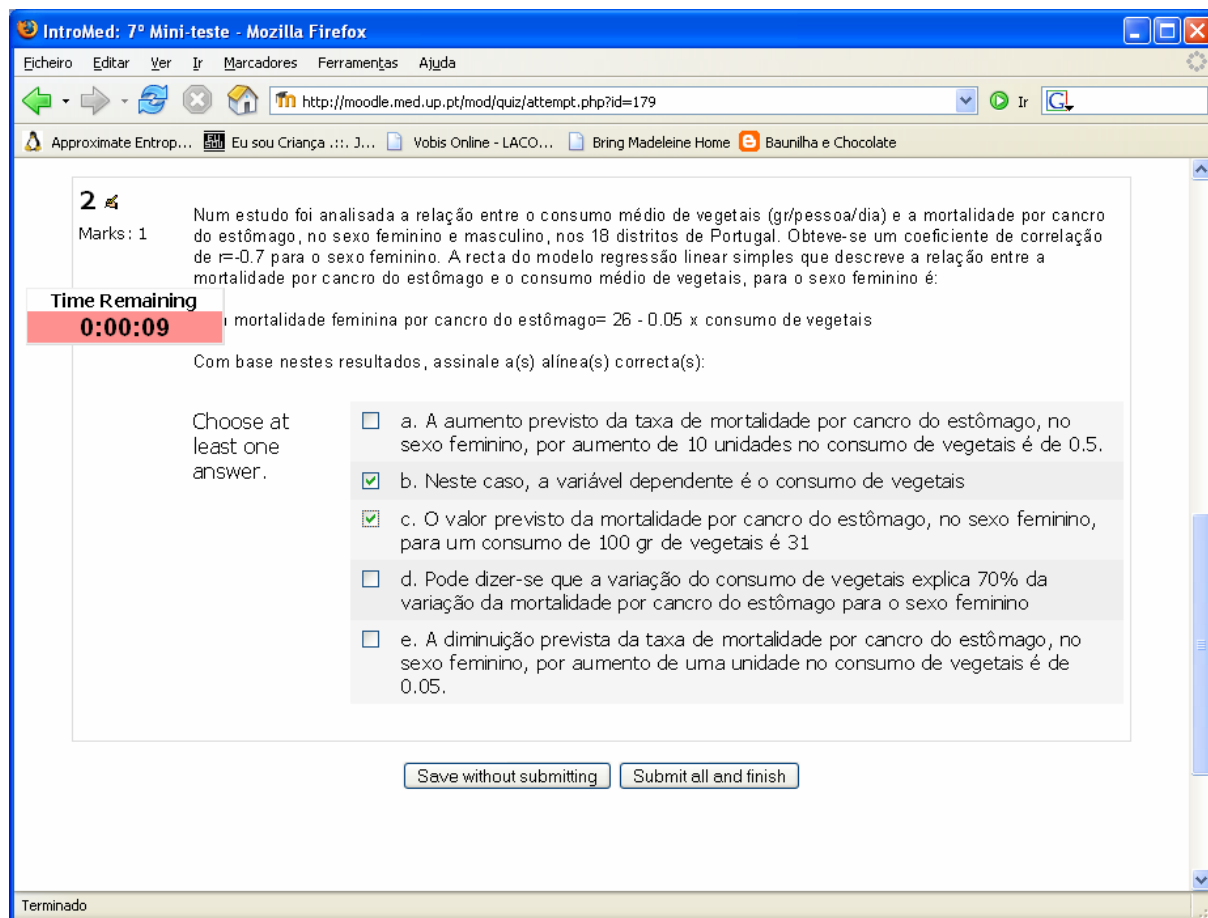 IntroMed: 7º Mini-teste - Mozilla Firefox
Ficheiro Editar Ver Ir Marcadores Ferramentas Ajuda
http://moodle.med.up.pt/mod/quiz/attempt.php?id=179 Ir G
Approximate Entrop... Eu sou Criança .::. J... Vobis Online - LACO... Bring Madeleine Home Baunilha e Chocolate
2
Marks: 1
Num estudo foi analisada a relação entre o consumo médio de vegetais (gr/pessoa/dia) e a mortalidade por cancro
do estômago, no sexo feminino e masculino, nos 18 distritos de Portugal. Obteve-se um coeficiente de correlação
de r=-0.7 para o sexo feminino. A recta do modelo regressão linear simples que descreve a relação entre a
mortalidade por cancro do estômago e o consumo médio de vegetais, para o sexo feminino é:
Time Remaining
0:00:09
mortalidade feminina por cancro do estômago= 26 - 0.05 x consumo de vegetais
Com base nestes resultados, assinale a(s) alínea(s) correcta(s):
Choose at
least one
answer.
a. A aumento previsto da taxa de mortalidade por cancro do estômago, no
sexo feminino, por aumento de 10 unidades no consumo de vegetais é de 0.5.
b. Neste caso, a variável dependente é o consumo de vegetais
c. O valor previsto da mortalidade por cancro do estômago, no sexo feminino,
para um consumo de 100 gr de vegetais é 31
d. Pode dizer-se que a variação do consumo de vegetais explica 70% da
variação da mortalidade por cancro do estômago para o sexo feminino
e. A diminuição prevista da taxa de mortalidade por cancro do estômago, no
sexo feminino, por aumento de uma unidade no consumo de vegetais é de
0.05.
Save without submitting Submit all and finish
Terminado